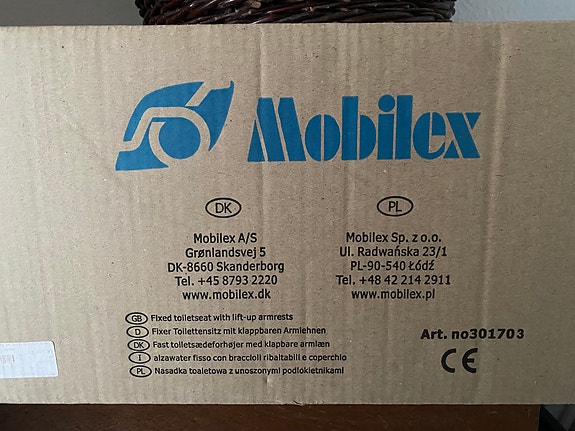 Mobilex
DK
PL
Mobilex A/S
Grønlandsvej 5
DK-8660 Skanderborg
Tel. +45 8793 2220
www.mobilex.dk
Mobilex Sp. z o.o.
Ul. Radwańska 23/1
PL-90-540 Łódź
Tel. +48 42 214 2911
www.mobilex.pl
GB Fixed toiletseat with lift-up armrests
D Fixer Toilettensitz mit klappbaren Armlehnen
DK Fast toiletsædeforhøjer med klapbare armlæn
I alzawater fisso con braccioli ribaltabili e coperchio
PL Nasadka toaletowa z unoszonymi podłokietnikami
Art. no301703
CE